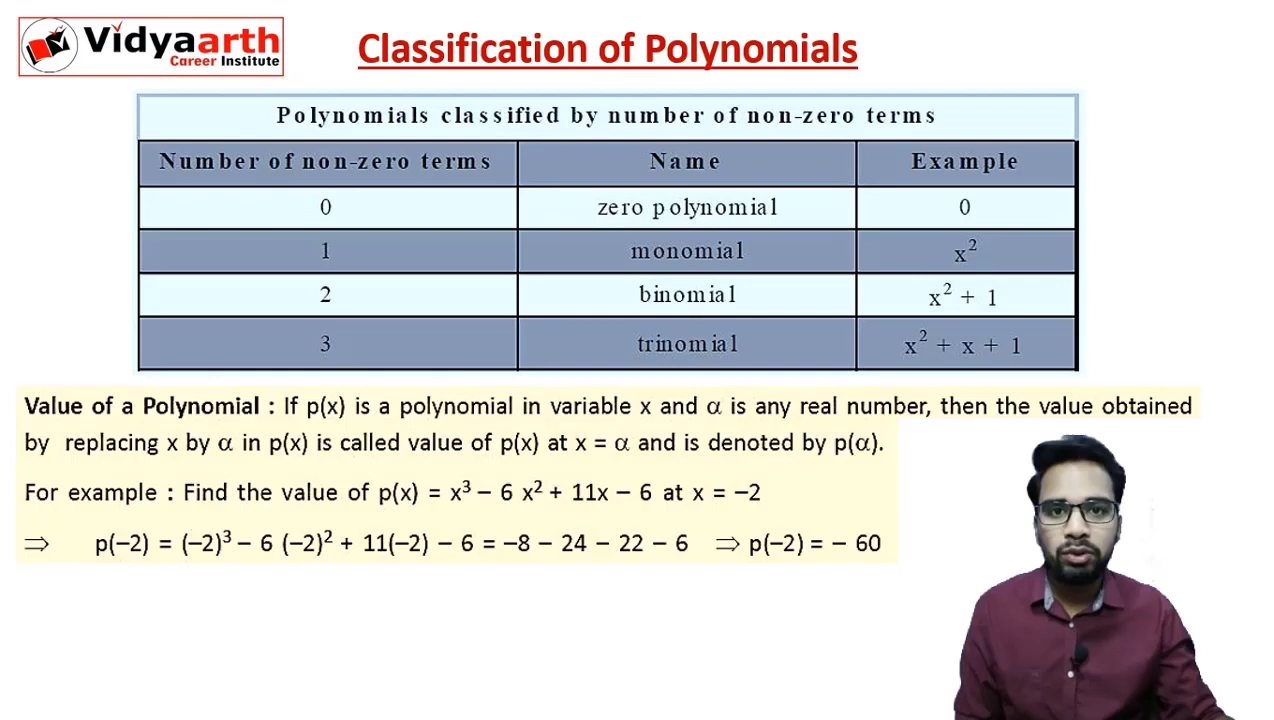 Vidyaarth
Career Institute
Classification of Polynomials
Polynomials classified by number of non-zero terms
Number of non-zero terms Name Example
0 zero polynomial 0
1 monomial x²
2 binomial x² + 1
3 trinomial x² + x + 1
Value of a Polynomial : If p(x) is a polynomial in variable x and α is any real number, then the value obtained
by replacing x by α in p(x) is called value of p(x) at x = α and is denoted by p(α).
For example : Find the value of p(x) = x³ – 6 x² + 11x – 6 at x = –2
⇒ p(–2) = (–2)³ – 6 (–2)² + 11(–2) – 6 = –8 – 24 – 22 – 6 ⇒ p(–2) = – 60